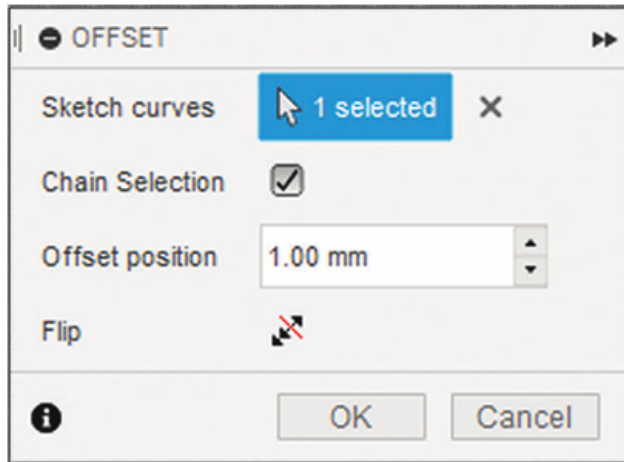 OFFSET
Sketch curves 1 selected
Chain Selection
Offset position 1.00 mm
Flip
OK Cancel